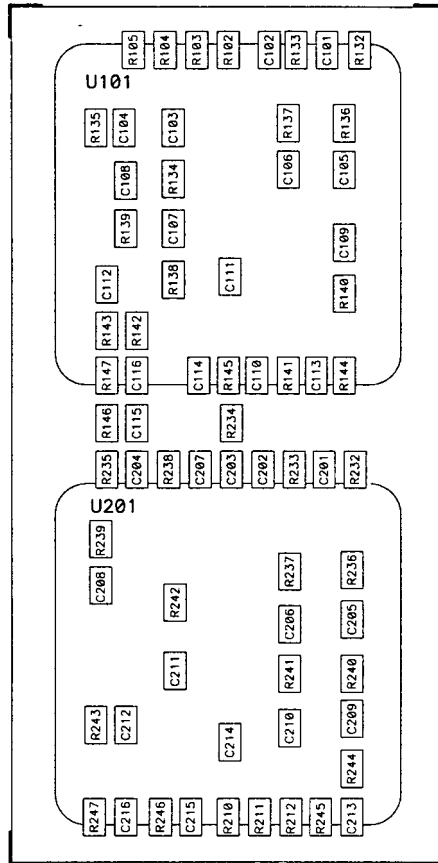 R105 R104 R103 R102 C102 R133 C101 R132
U101
R135 C104 C103 R137 R136
C108 R134 C106 C105
R139 C107 C109
C112 R138 C111 R140
R143 R142
R147 C116 C114 R145 C110 R141 C113 R144
R146 C115 R234
R235 C204 R238 C207 C203 C202 R233 C201 R232
U201
R239
C208 R242 R237 R236
C206 C205
C211 R241 R240
R243 C212 C214 C210 C209
R244
R247 C216 R246 C215 R210 R211 R212 R245 C213